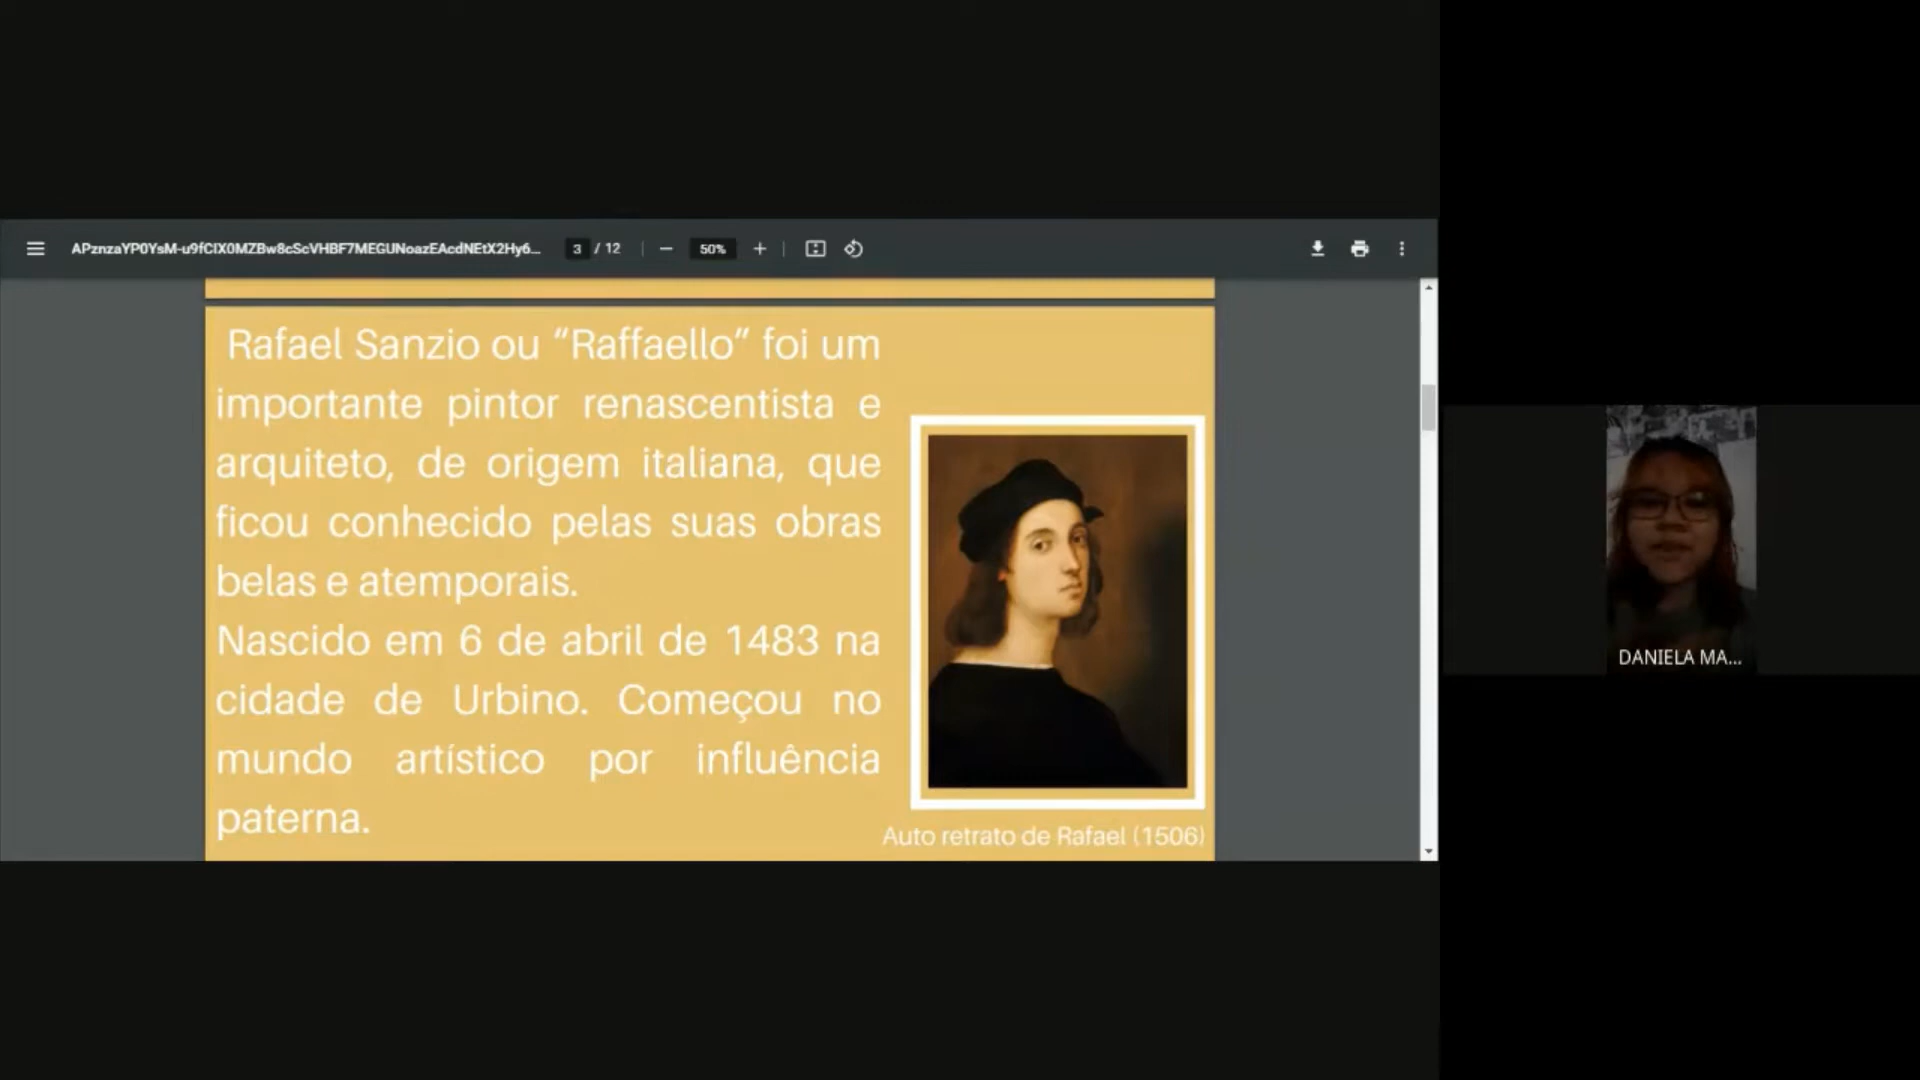 APznzaYP0YsM-u9fCIX0MZBw8cScVHBF7MEGUNoazEAcdNEtX2Hy6... 3 / 12 50%
Rafael Sanzio ou “Raffaello” foi um
importante pintor renascentista e
arquiteto, de origem italiana, que
ficou conhecido pelas suas obras
belas e atemporais.
Nascido em 6 de abril de 1483 na
cidade de Urbino. Começou no
mundo artístico por influência
paterna.
Auto retrato de Rafael (1506)
DANIELA MA...